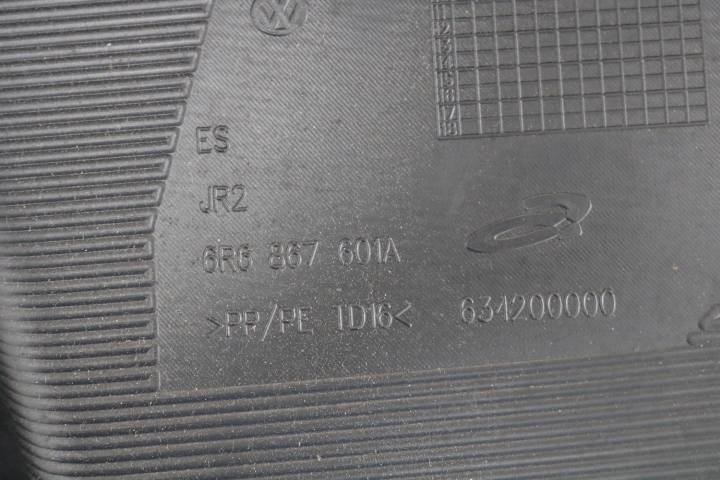 ES
JR2
6R6 867 601A
>PP/PE TD16< 634200000